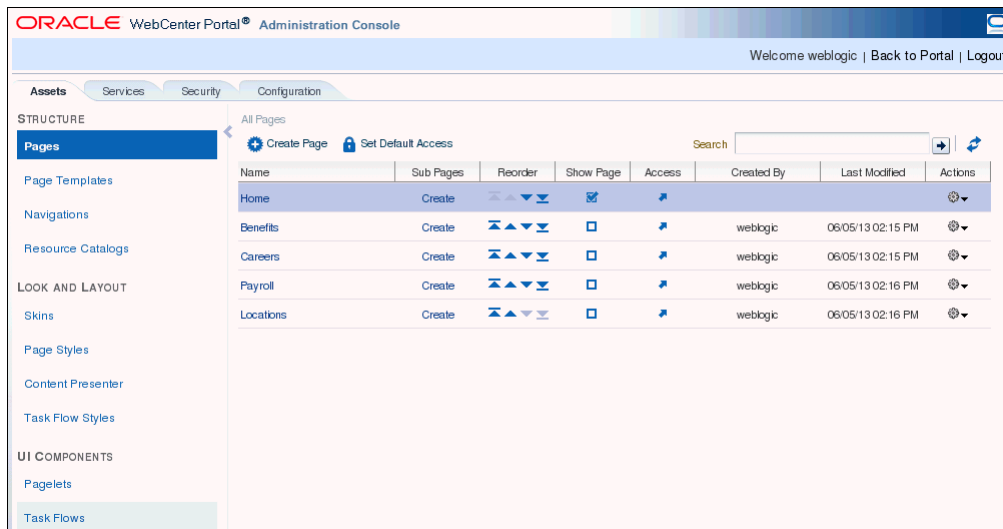 ORACLE WebCenter Portal® Administration Console
Welcome weblogic | Back to Portal | Logout
Assets Services Security Configuration
STRUCTURE
Pages
Page Templates
Navigations
Resource Catalogs
LOOK AND LAYOUT
Skins
Page Styles
Content Presenter
Task Flow Styles
UI COMPONENTS
Pagelets
Task Flows
All Pages
Create Page Set Default Access Search
Name Sub Pages Reorder Show Page Access Created By Last Modified Actions
Home Create
Benefits Create weblogic 06/05/13 02:15 PM
Careers Create weblogic 06/05/13 02:15 PM
Payroll Create weblogic 06/05/13 02:16 PM
Locations Create weblogic 06/05/13 02:16 PM